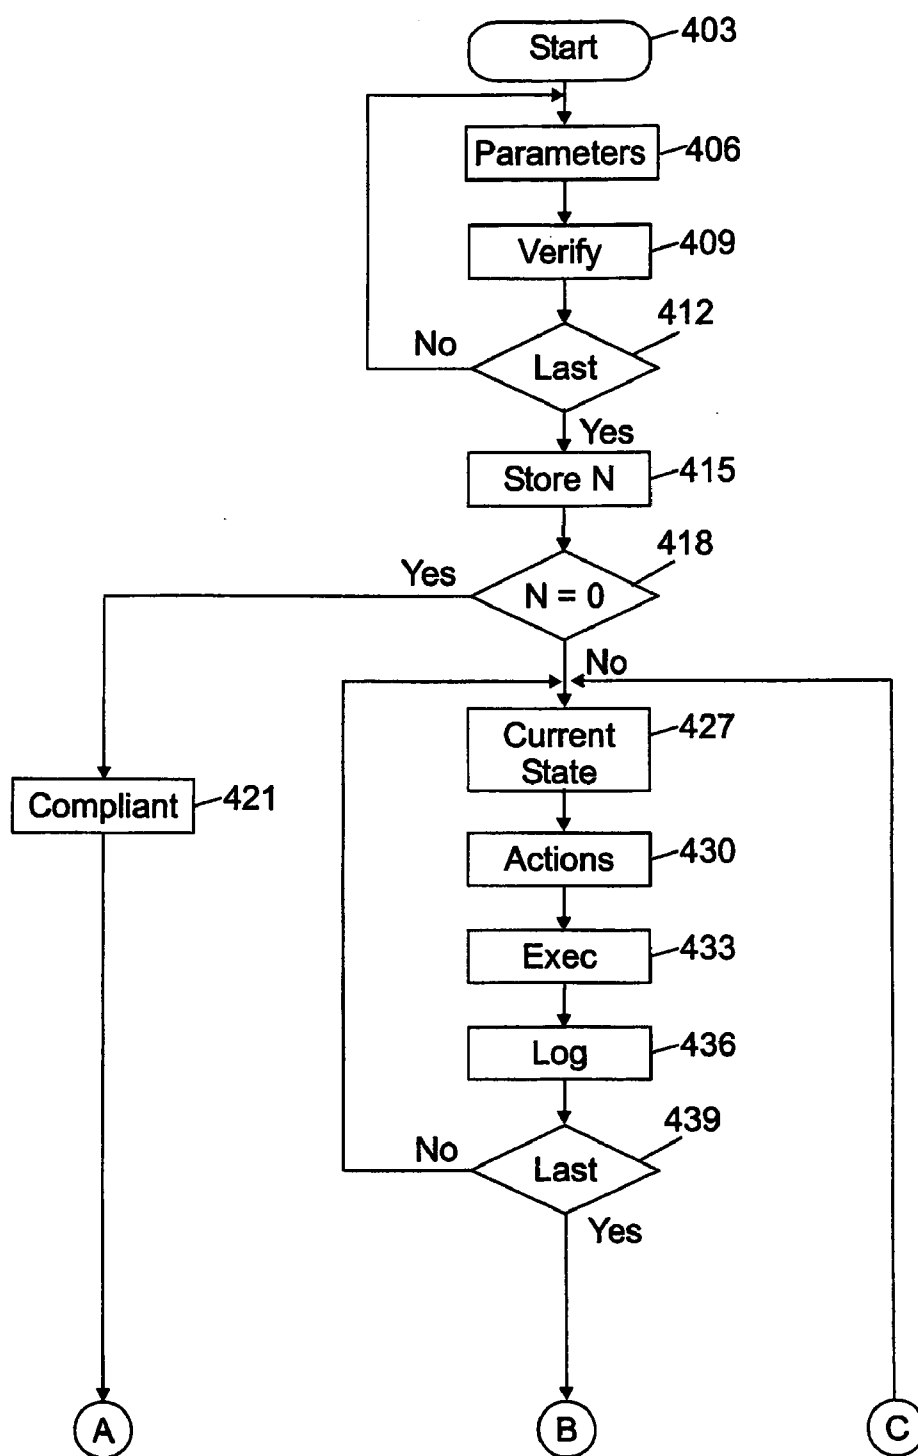 Start
403
Parameters
406
Verify
409
412
No
Last
Yes
Store N
415
418
Yes
N = 0
No
Current
State
427
Compliant
421
Actions
430
Exec
433
Log
436
439
No
Last
Yes
A
B
C